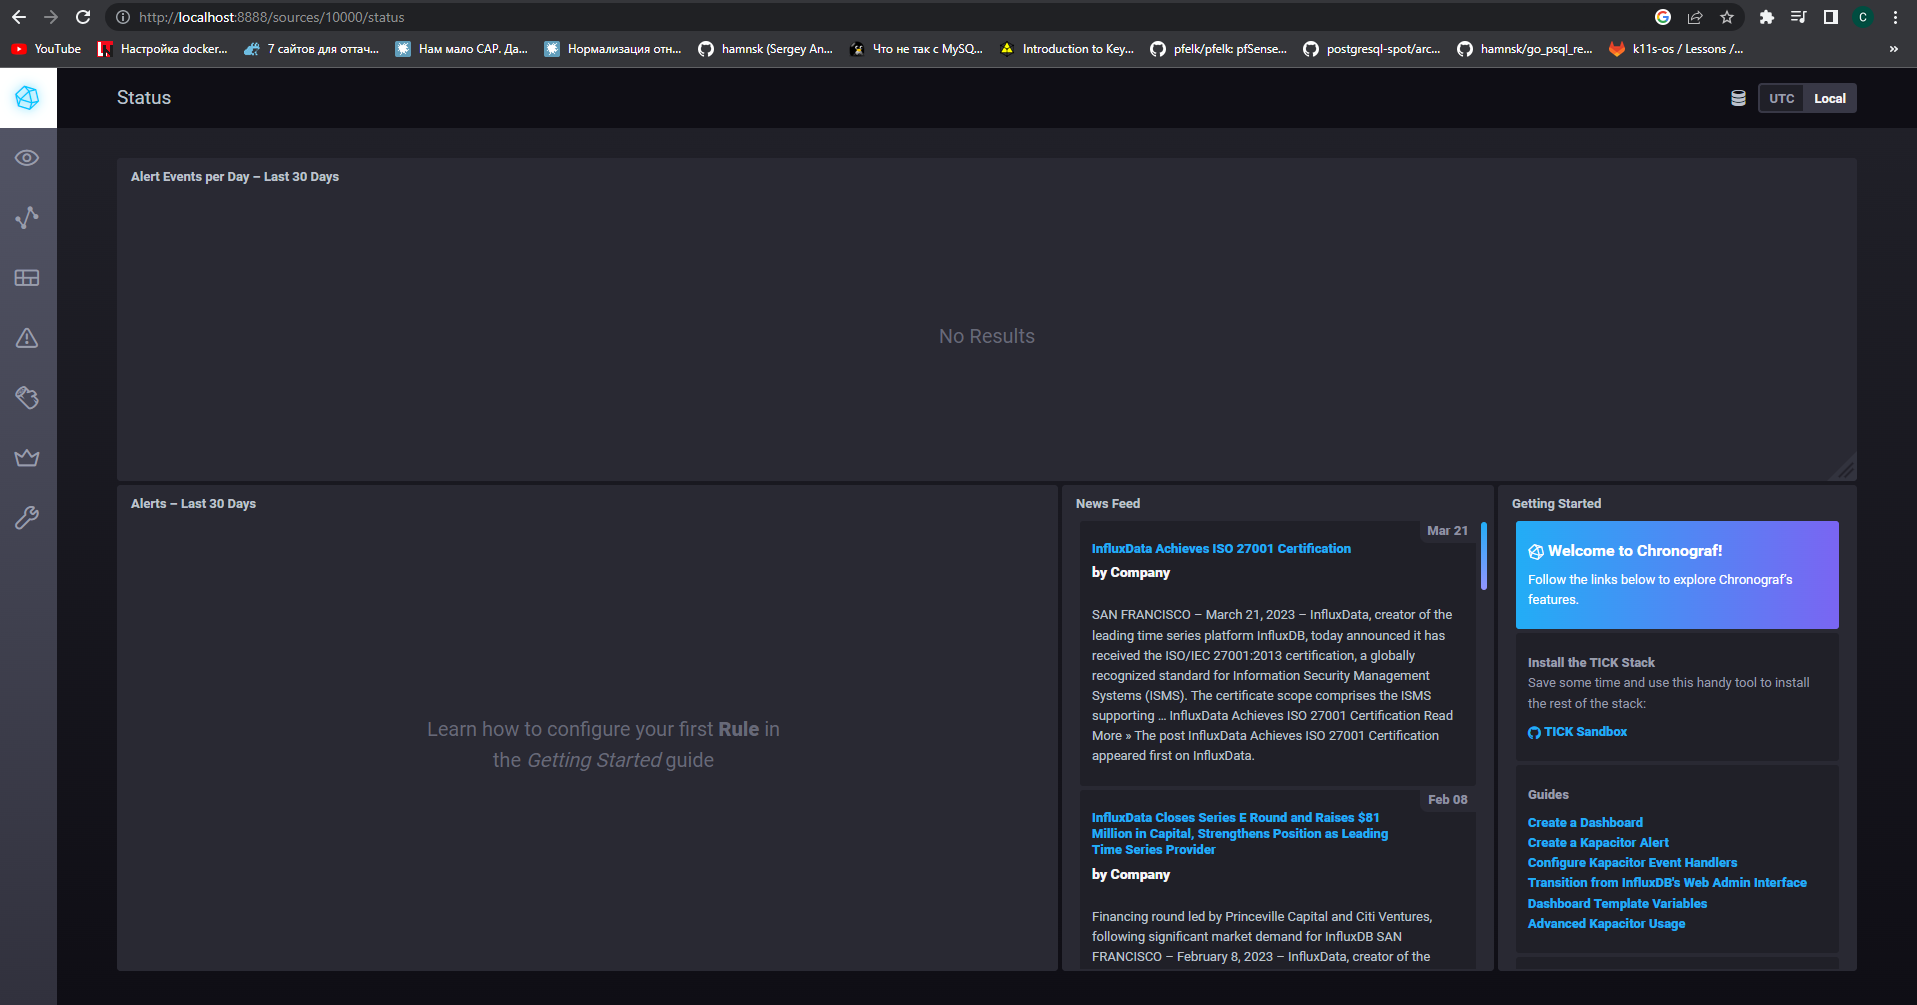 http://localhost:8888/sources/10000/status
YouTube
Настройка docker...
7 сайтов для оттач...
Нам мало CAP. Да...
Нормализация отн...
hamnsk (Sergey An...
Что не так с MySQ...
Introduction to Key...
pfelk/pfelk: pfSense...
postgresql-spot/arc...
hamnsk/go_psql_re...
k11s-os / Lessons /...
»
C
Status
UTC
Local
Alert Events per Day – Last 30 Days
No Results
Alerts – Last 30 Days
Learn how to configure your first Rule in
the Getting Started guide
News Feed
Mar 21
InfluxData Achieves ISO 27001 Certification
by Company
SAN FRANCISCO – March 21, 2023 – InfluxData, creator of the
leading time series platform InfluxDB, today announced it has
received the ISO/IEC 27001:2013 certification, a globally
recognized standard for Information Security Management
Systems (ISMS). The certificate scope comprises the ISMS
supporting ... InfluxData Achieves ISO 27001 Certification Read
More » The post InfluxData Achieves ISO 27001 Certification
appeared first on InfluxData.
Feb 08
InfluxData Closes Series E Round and Raises $81
Million in Capital, Strengthens Position as Leading
Time Series Provider
by Company
Financing round led by Princeville Capital and Citi Ventures,
following significant market demand for InfluxDB SAN
FRANCISCO – February 8, 2023 – InfluxData, creator of the
Getting Started
Welcome to Chronograf!
Follow the links below to explore Chronograf's
features.
Install the TICK Stack
Save some time and use this handy tool to install
the rest of the stack:
TICK Sandbox
Guides
Create a Dashboard
Create a Kapacitor Alert
Configure Kapacitor Event Handlers
Transition from InfluxDB's Web Admin Interface
Dashboard Template Variables
Advanced Kapacitor Usage